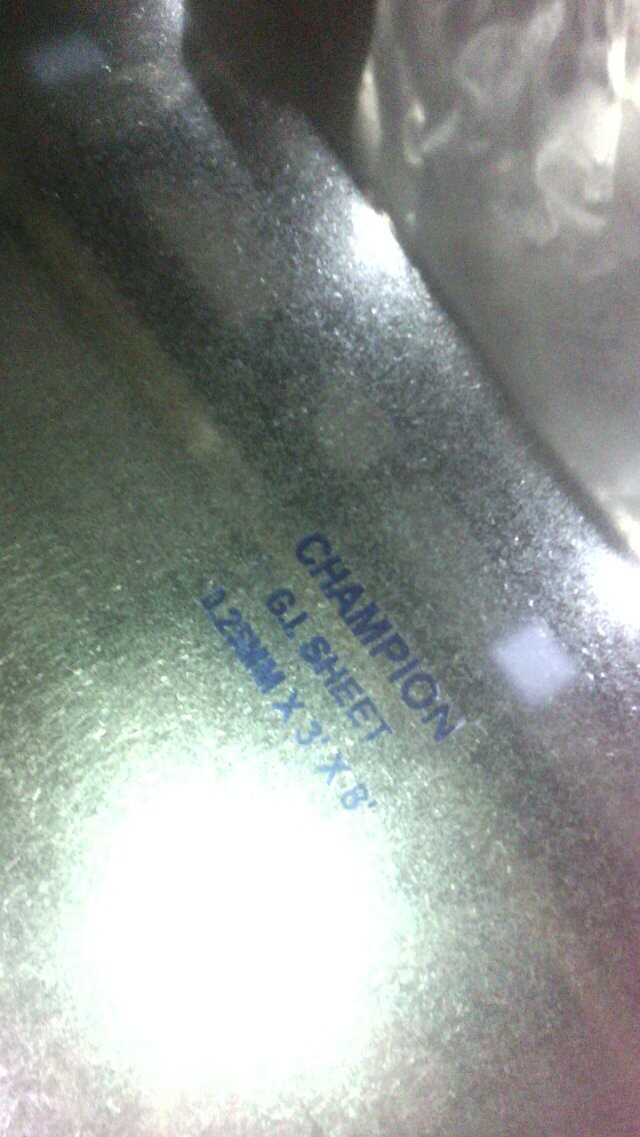 CHAMPION
G.I. SHEET
0.25MM X 3' X 8'